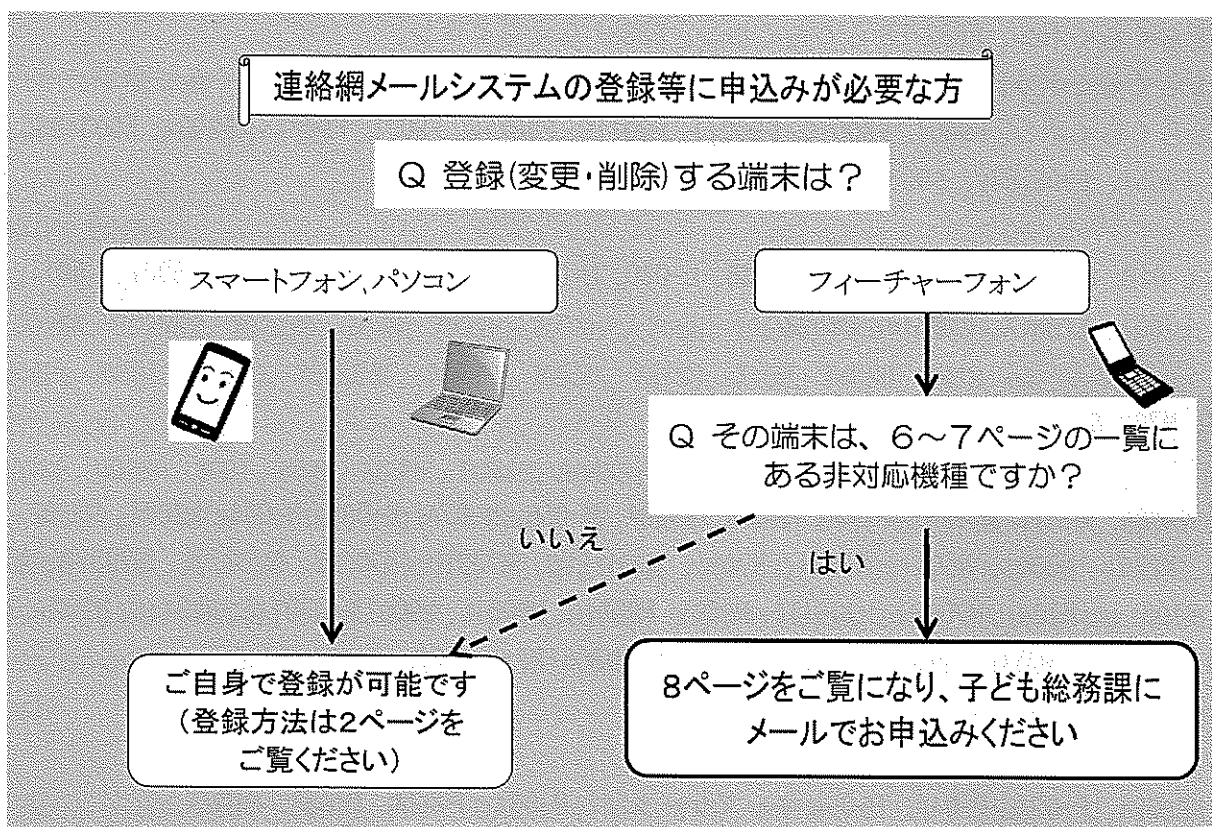 連絡網メールシステムの登録等に申込みが必要な方
Q 登録(変更・削除)する端末は？
スマートフォン、パソコン
フィーチャーフォン
Q その端末は、6～7ページの一覧に
ある非対応機種ですか？
いいえ
はい
ご自身で登録が可能です
(登録方法は2ページを
ご覧ください)
8ページをご覧になり、子ども総務課に
メールでお申込みください